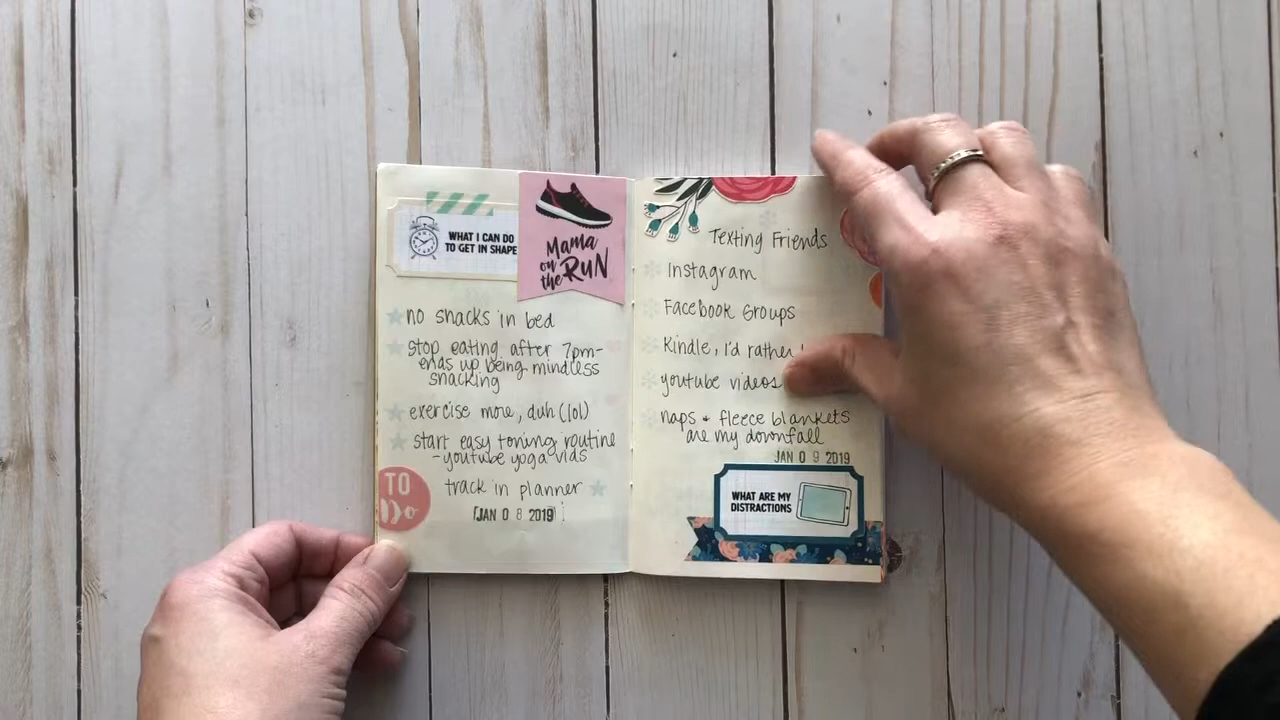 WHAT I CAN DO
TO GET IN SHAPE
Mama
on
the RUN
no snacks in bed
stop eating after 7pm-
ends up being mindless
snacking
exercise more, duh (lol)
start easy toning routine
-youtube yoga vids
TO
Do
track in planner
JAN 0 8 2019
Texting Friends
Instagram
Facebook Groups
Kindle, I'd rather
youtube videos
naps + fleece blankets
are my downfall
JAN 0 9 2019
WHAT ARE MY
DISTRACTIONS